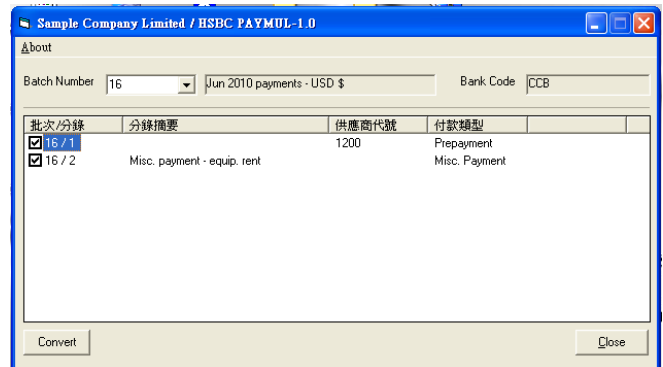 Sample Company Limited / HSBC PAYMUL-1.0
About
Batch Number 16 Jun 2010 payments - USD $ Bank Code CCB
批次/分錄 分錄摘要 供應商代號 付款類型
16 / 1 1200 Prepayment
16 / 2 Misc. payment - equip. rent Misc. Payment
Convert Close